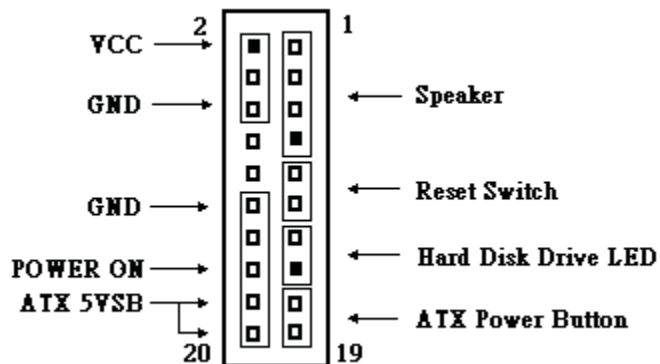 2 1
VCC
GND
Speaker
GND
Reset Switch
POWER ON
Hard Disk Drive LED
ATX 5VSB
ATX Power Button
20 19